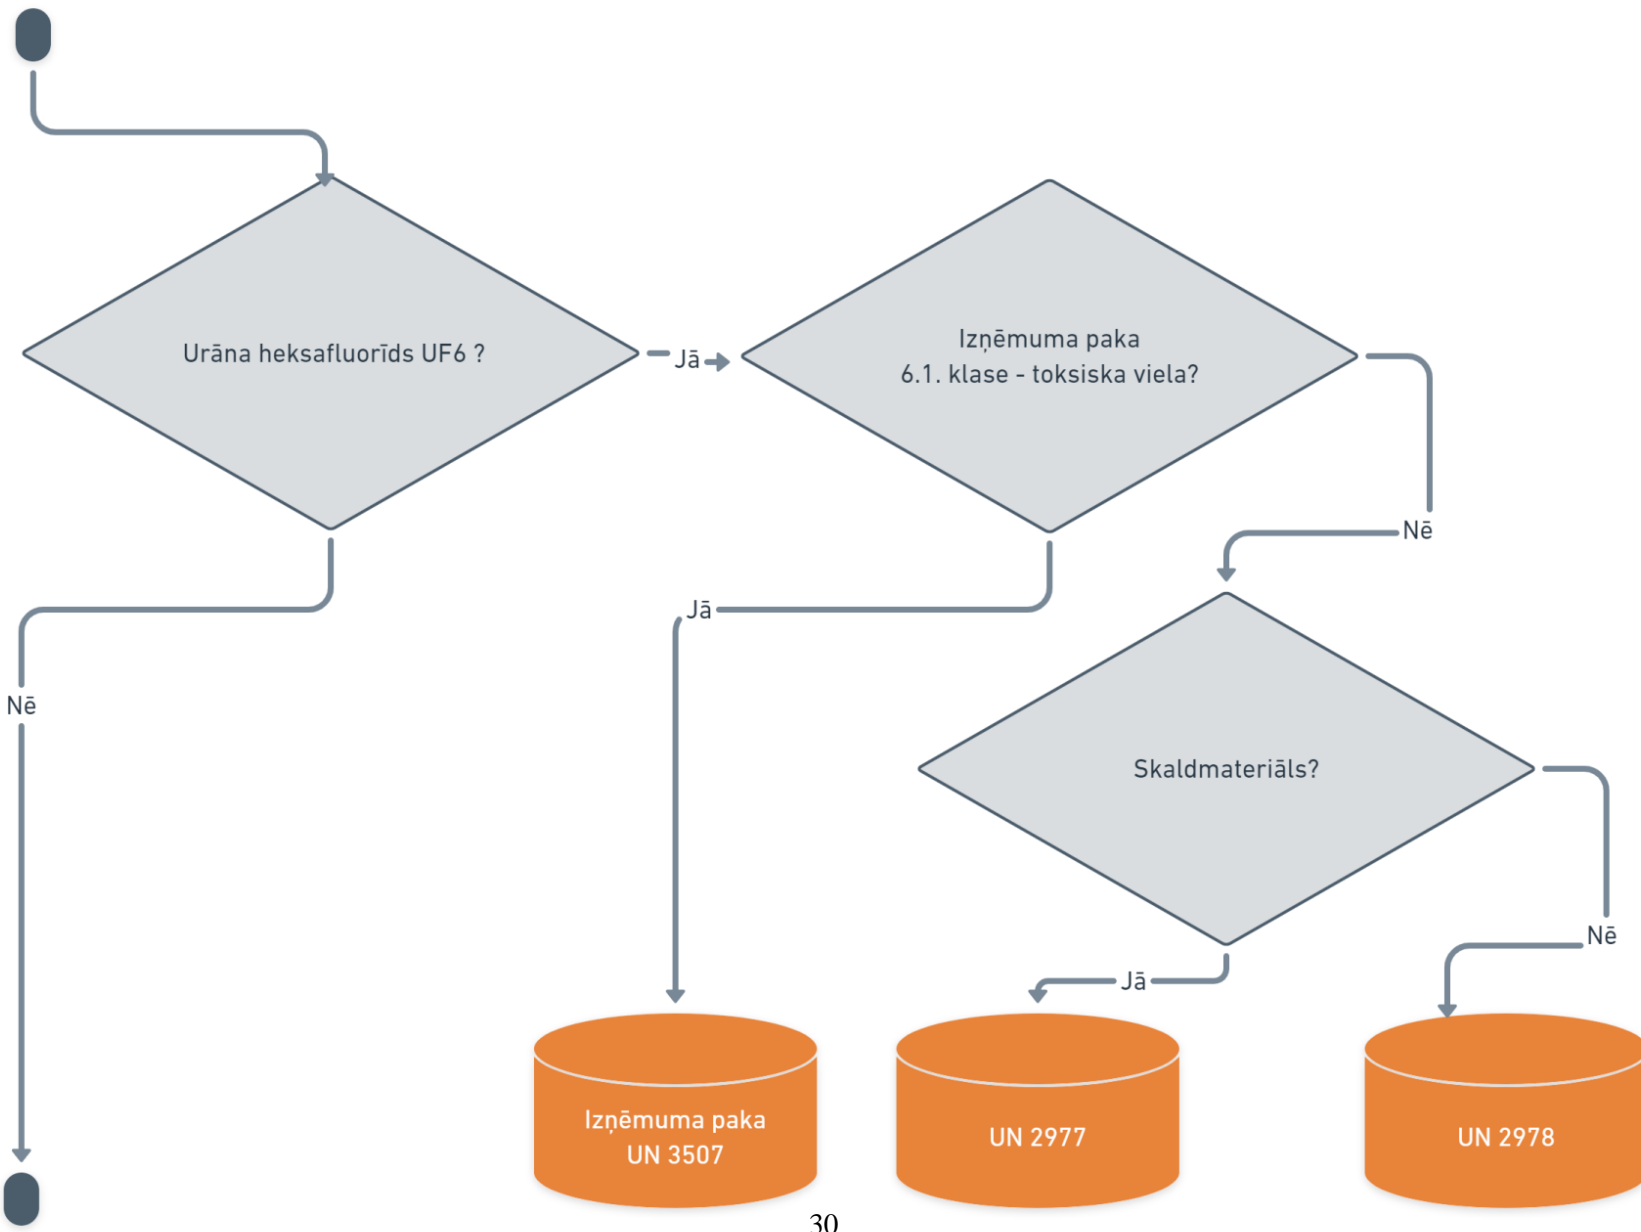 Urāna heksafluorīds UF6 ?
Jā
Izņēmuma paka
6.1. klase - toksiska viela?
Nē
Jā
Nē
Skaldmateriāls?
Nē
Jā
Izņēmuma paka
UN 3507
UN 2977
UN 2978
30